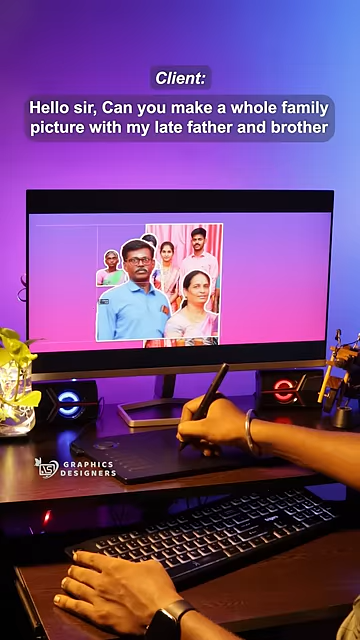 Client:
Hello sir, Can you make a whole family
picture with my late father and brother
GRAPHICS
DESIGNERS